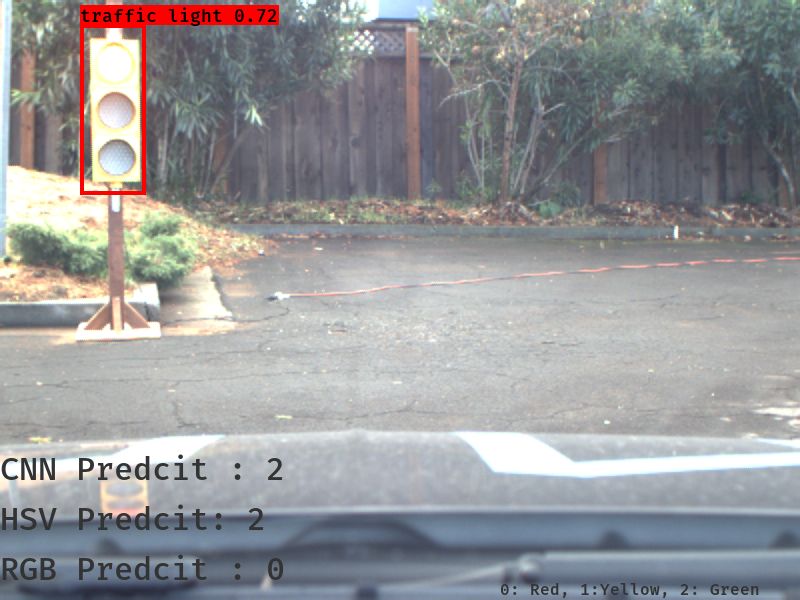 traffic light 0.72
CNN Predcit : 2
HSV Predcit: 2
RGB Predcit : 0
0: Red, 1:Yellow, 2: Green